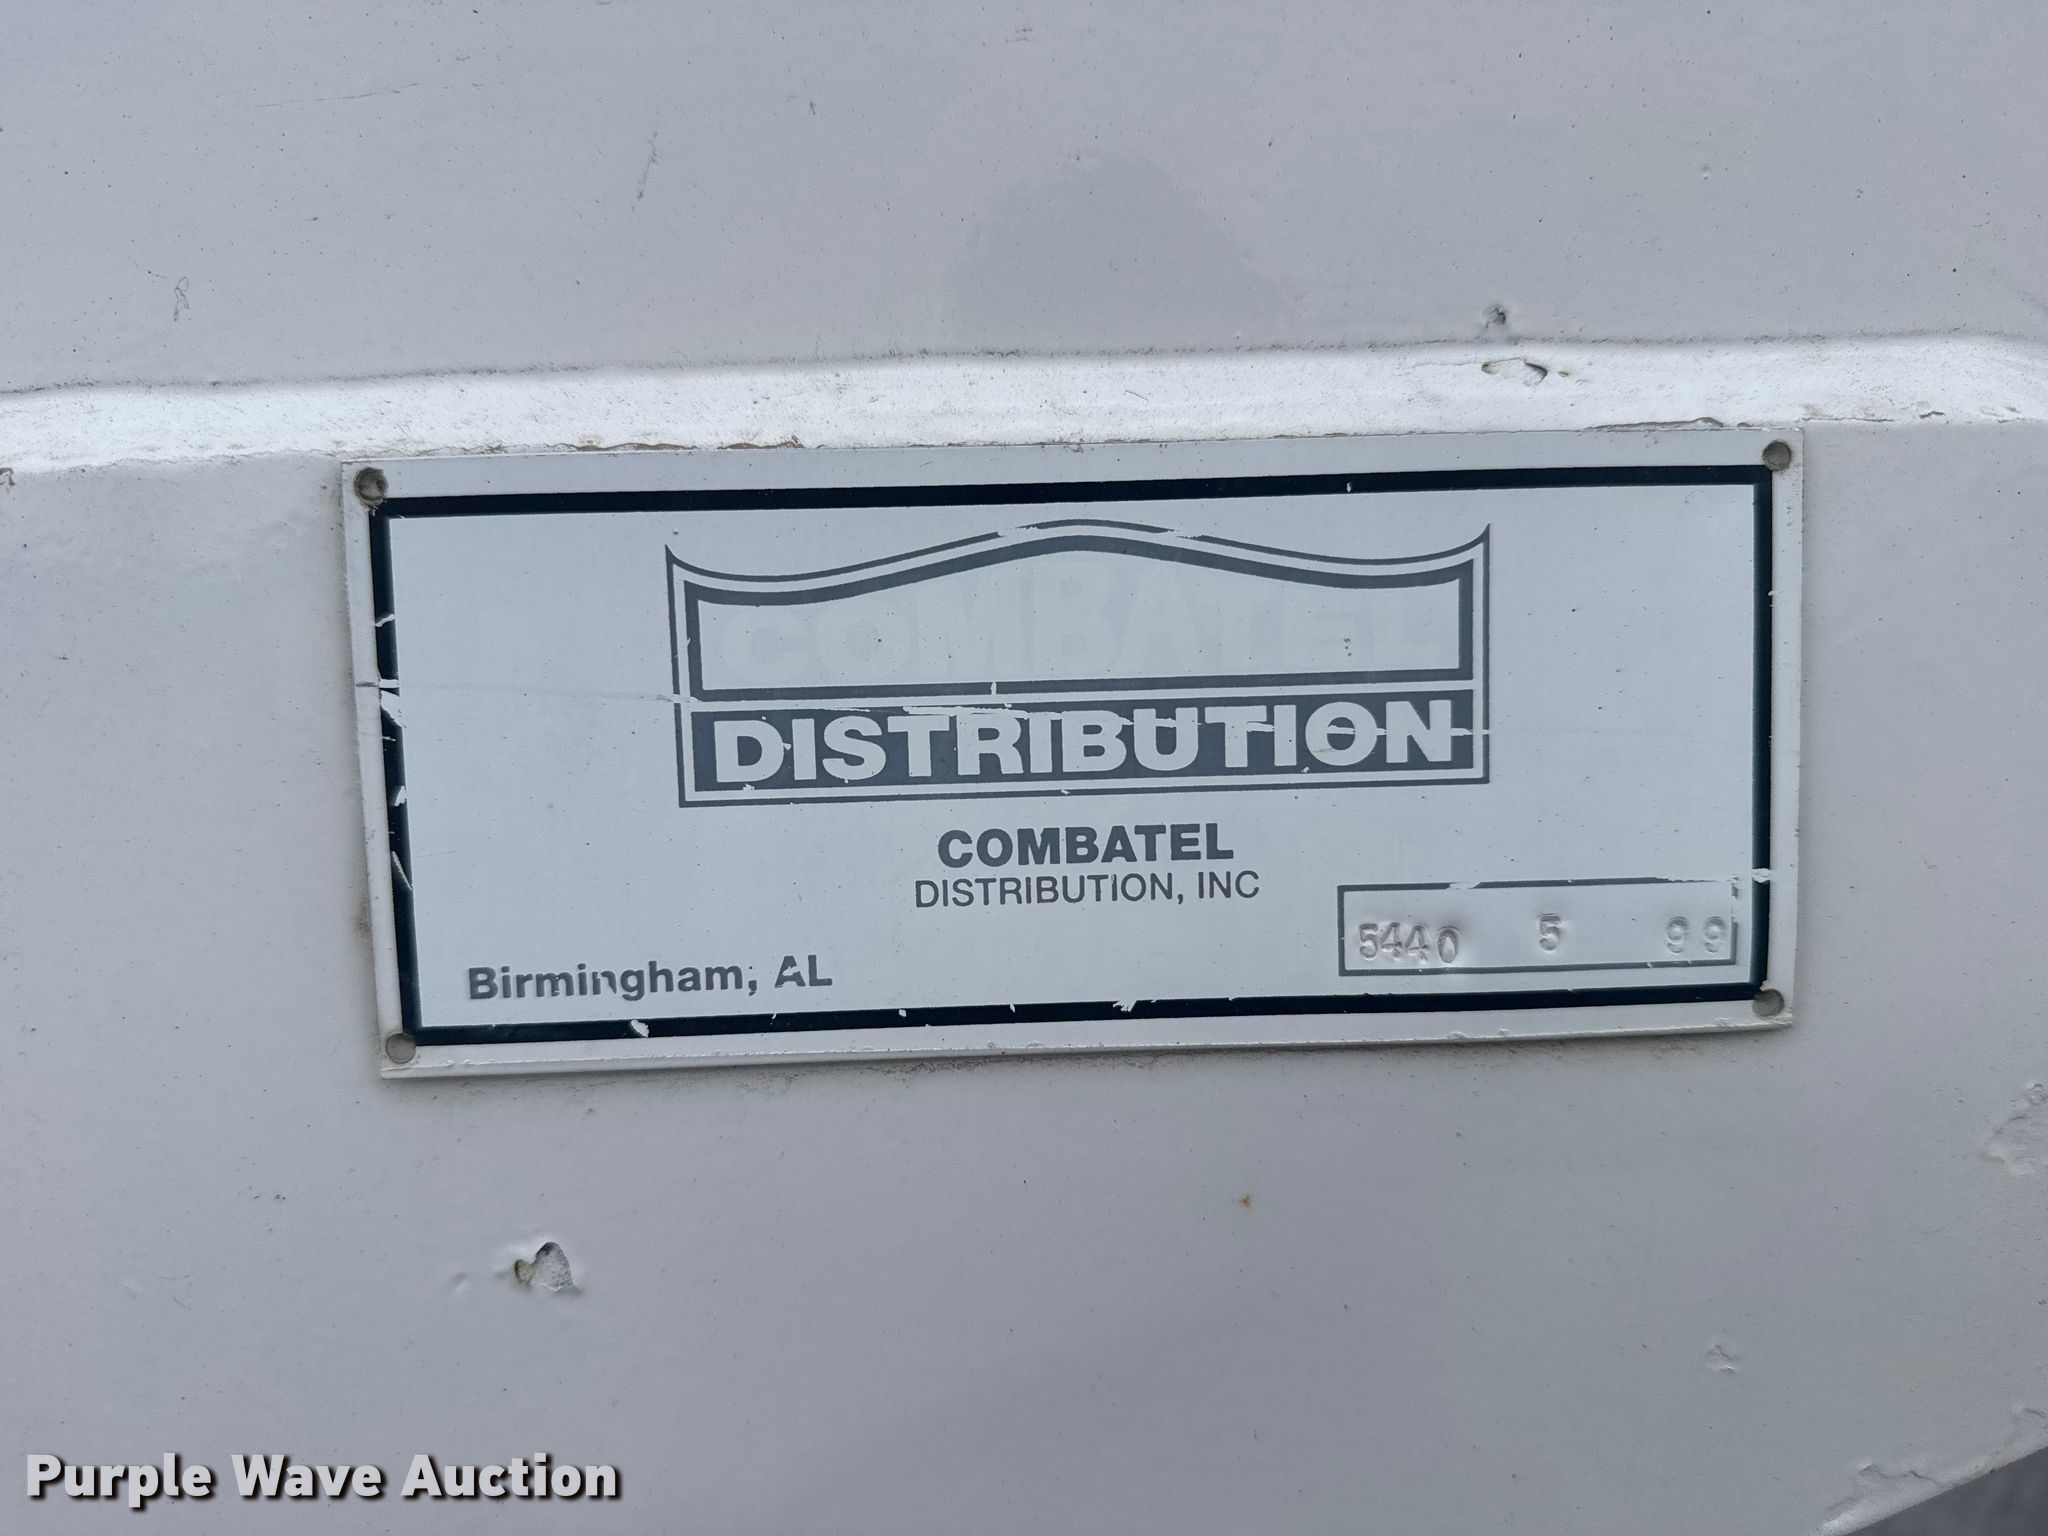 COMBATEL
DISTRIBUTION
COMBATEL
DISTRIBUTION, INC
5440 5 99
Birmingham, AL
Purple Wave Auction